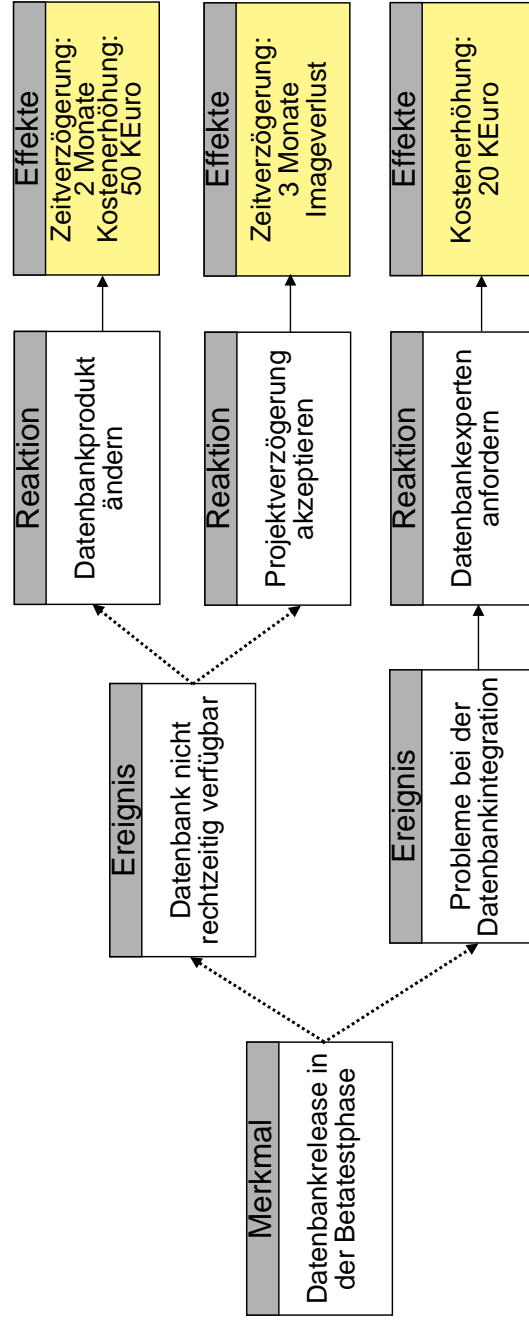 Merkmal
Datenbankrelease in
der Betatestphase
Ereignis
Datenbank nicht
rechtzeitig verfügbar
Ereignis
Probleme bei der
Datenbankintegration
Reaktion
Datenbankprodukt
ändern
Reaktion
Projektverzögerung
akzeptieren
Reaktion
Datenbankexperten
anfordern
Effekte
Zeitverzögerung:
2 Monate
Kostenerhöhung:
50 KEuro
Effekte
Zeitverzögerung:
3 Monate
Imageverlust
Effekte
Kostenerhöhung:
20 KEuro